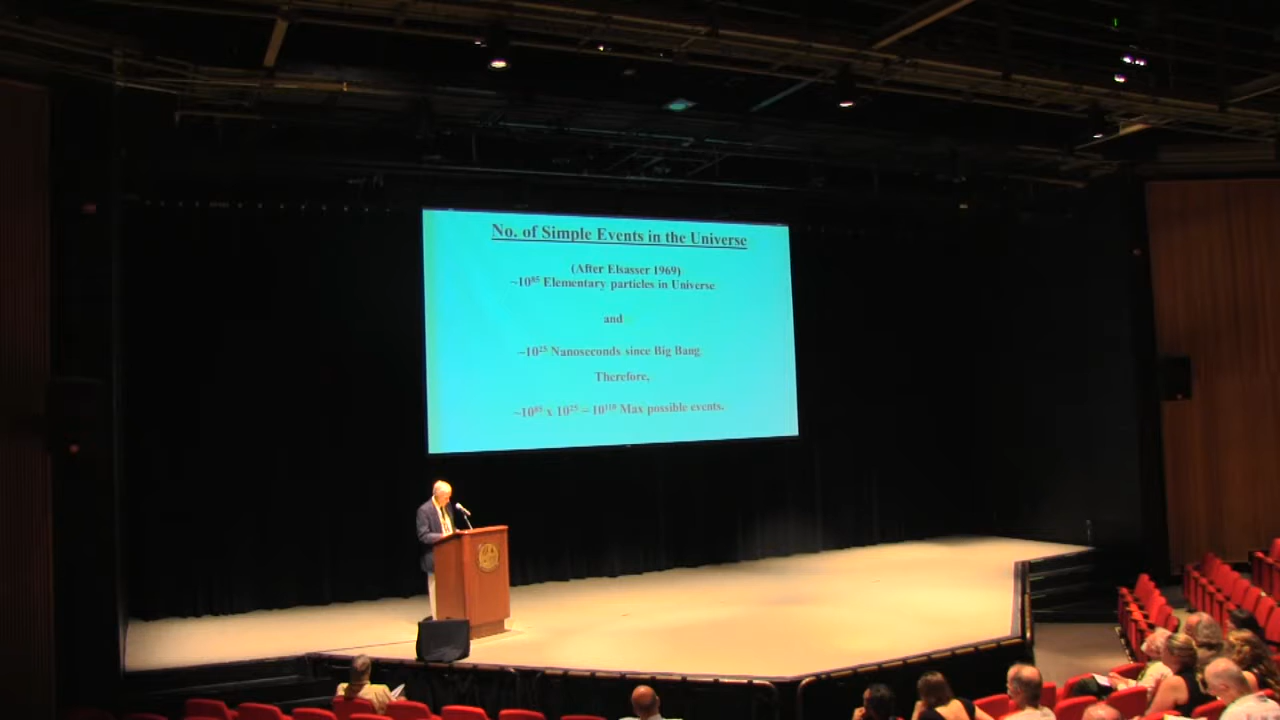 No. of Simple Events in the Universe
(After Elsasser 1969)
~10⁸⁵ Elementary particles in Universe
and
~10²⁵ Nanoseconds since Big Bang
Therefore,
~10⁸⁵ x 10²⁵ = 10¹¹⁰ Max possible events.